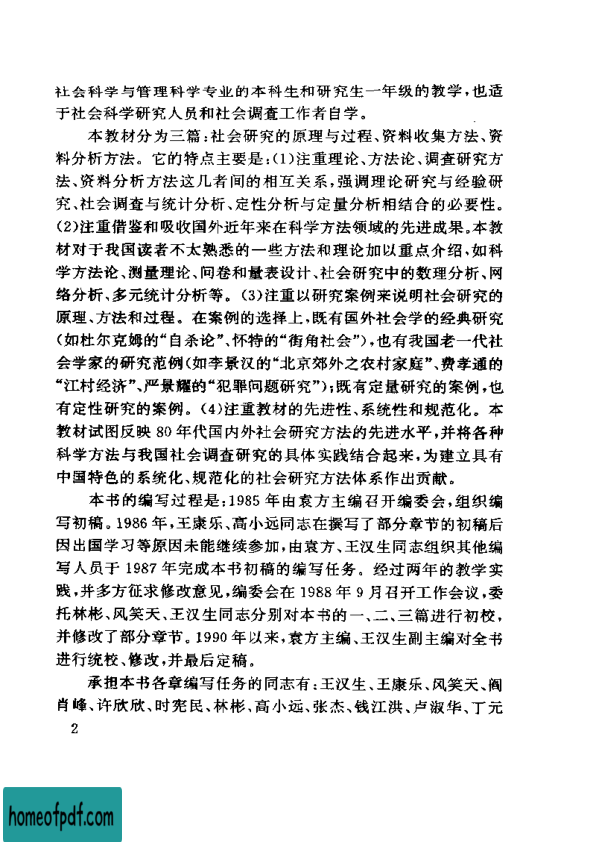 社会科学与管理科学专业的本科生和研究生一年级的教学,也适
于社会科学研究人员和社会调查工作者自学。
本教材分为三篇:社会研究的原理与过程、资料收集方法、资
料分析方法。它的特点主要是:(1)注重理论、方法论、调查研究方
法、资料分析方法这几者间的相互关系,强调理论研究与经验研
究、社会调查与统计分析、定性分析与定量分析相结合的必要性。
(2)注重借鉴和吸收国外近年来在科学方法领域的先进成果。本教
材对于我国读者不太熟悉的一些方法和理论加以重点介绍,如科
学方法论、测量理论、问卷和量表设计、社会研究中的数理分析、网
络分析、多元统计分析等。(3)注重以研究案例来说明社会研究的
原理、方法和过程。在案例的选择上,既有国外社会学的经典研究
(如杜尔克姆的“自杀论”、怀特的“街角社会”),也有我国老一代社
会学家的研究范例(如李景汉的“北京郊外之农村家庭”、费孝通的
“江村经济”、严景耀的“犯罪问题研究”);既有定量研究的案例,也
有定性研究的案例。(4)注重教材的先进性、系统性和规范化。本
教材试图反映80年代国内外社会研究方法的先进水平,并将各种
科学方法与我国社会调查研究的具体实践结合起来,为建立具有
中国特色的系统化、规范化的社会研究方法体系作出贡献。
本书的编写过程是:1985年由袁方主编召开编委会,组织编
写初稿。1986年,王康乐、高小远同志在撰写了部分章节的初稿后
因出国学习等原因未能继续参加,由袁方、王汉生同志组织其他编
写人员于1987年完成本书初稿的编写任务。经过两年的教学实
践,并多方征求修改意见,编委会在1988年9月召开工作会议,委
托林彬、风笑天、王汉生同志分别对本书的一、二、三篇进行初校,
并修改了部分章节。1990年以来,袁方主编、王汉生副主编对全书
进行统校、修改,并最后定稿。
承担本书各章编写任务的同志有:王汉生、王康乐、风笑天、阎
肖峰、许欣欣、时宪民、林彬、高小远、张杰、钱江洪、卢淑华、丁元
2
homeofpdf.com